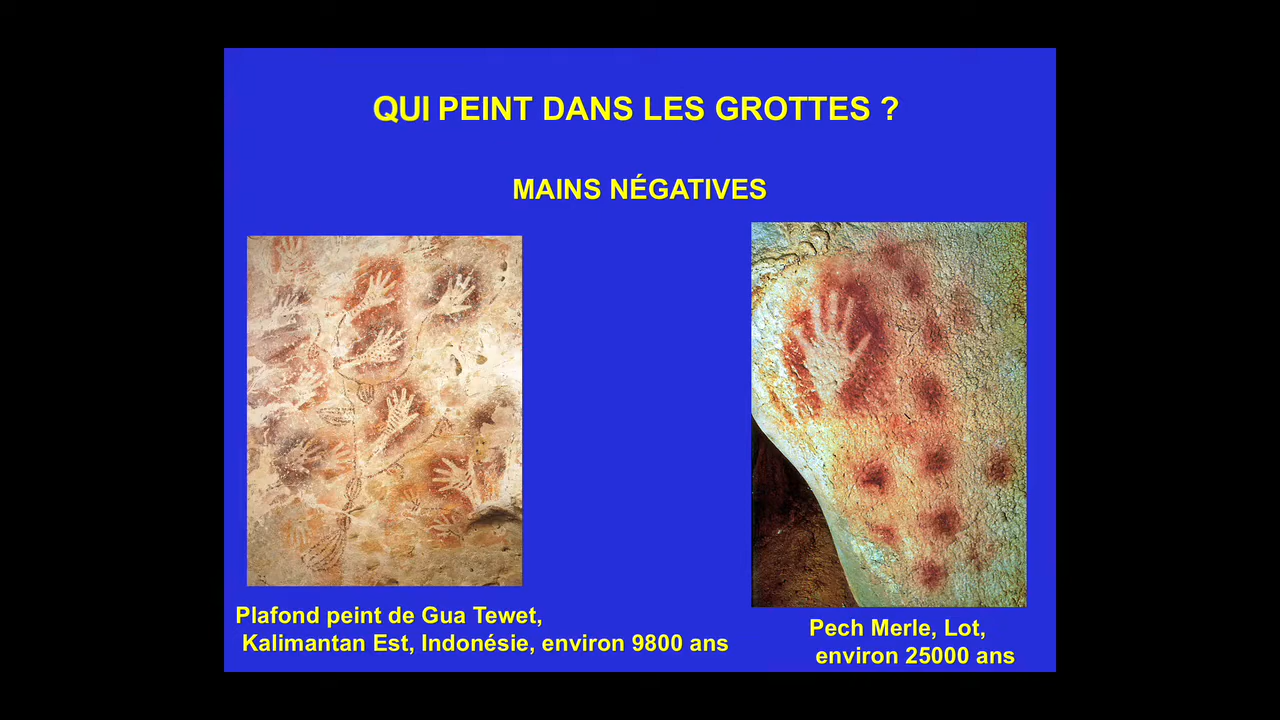 QUI PEINT DANS LES GROTTES ?
MAINS NÉGATIVES
Plafond peint de Gua Tewet,
Kalimantan Est, Indonésie, environ 9800 ans
Pech Merle, Lot,
environ 25000 ans